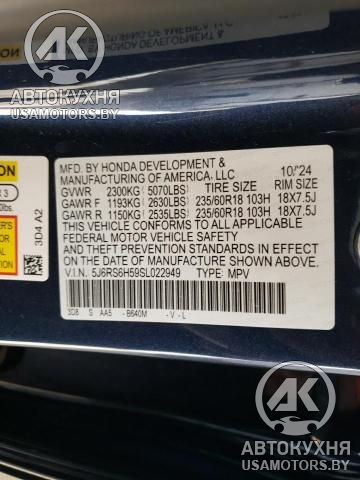 АВТОКУХНЯ
USAMOTORS.BY
MFD. BY HONDA DEVELOPMENT &
MANUFACTURING OF AMERICA, LLC 10/'24
GVWR 2300KG (5070LBS) TIRE SIZE RIM SIZE
GAWR F 1193KG (2630LBS) 235/60R18 103H 18X7.5J
GAWR R 1150KG (2535LBS) 235/60R18 103H 18X7.5J
THIS VEHICLE CONFORMS TO ALL APPLICABLE
FEDERAL MOTOR VEHICLE SAFETY
AND THEFT PREVENTION STANDARDS IN EFFECT
ON THE DATE OF MANUFACTURE SHOWN ABOVE.
V.I.N. 5J6RS6H59SL022949 TYPE: MPV
3D8 S AA5 -B640M -V -L
3D4 A2
АК
АВТОКУХНЯ
USAMOTORS.BY